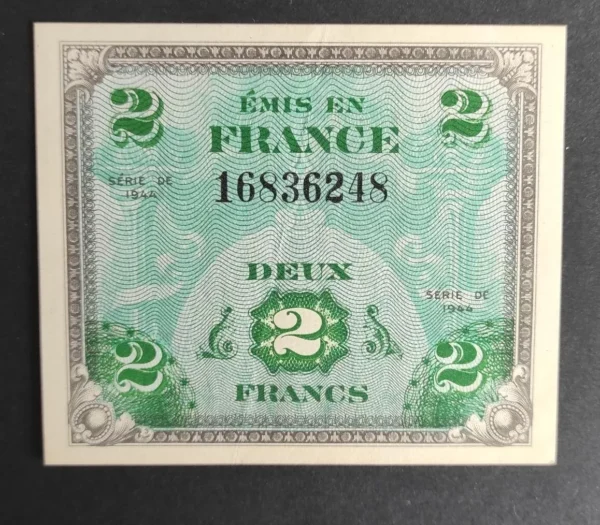 2 ÉMIS EN 2
FRANCE
SÉRIE DE
1944
16836248
DEUX
SÉRIE DE
1944
2 2 2
FRANCS